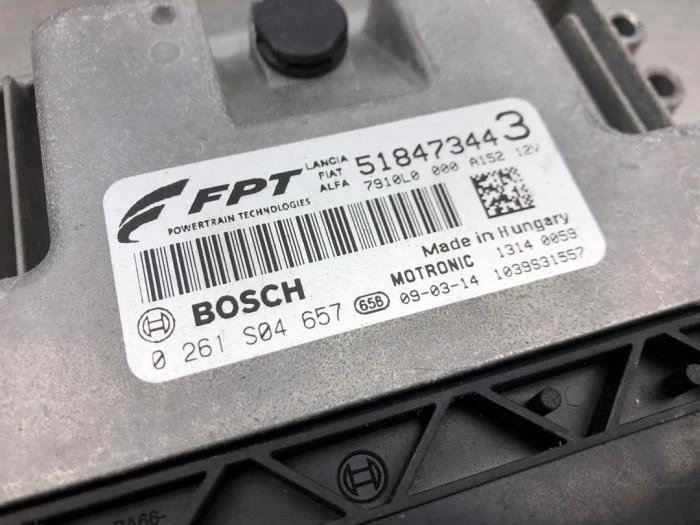 FPT
POWERTRAIN TECHNOLOGIES
LANCIA
FIAT
ALFA
518473443
7910L0 000 A152 12V
Made in Hungary
1314 0059
MOTRONIC
BOSCH
0 261 S04 657 65B 09-03-14 1039S31557